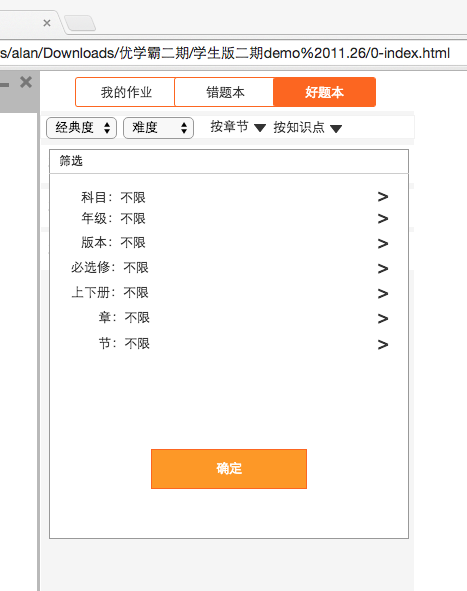 s/alan/Downloads/优学霸二期/学生版二期demo%2011.26/0-index.html
我的作业 错题本 好题本
经典度 难度 按章节 按知识点
筛选
科目：不限 >
年级：不限 >
版本：不限 >
必选修：不限 >
上下册：不限 >
章：不限 >
节：不限 >
确定